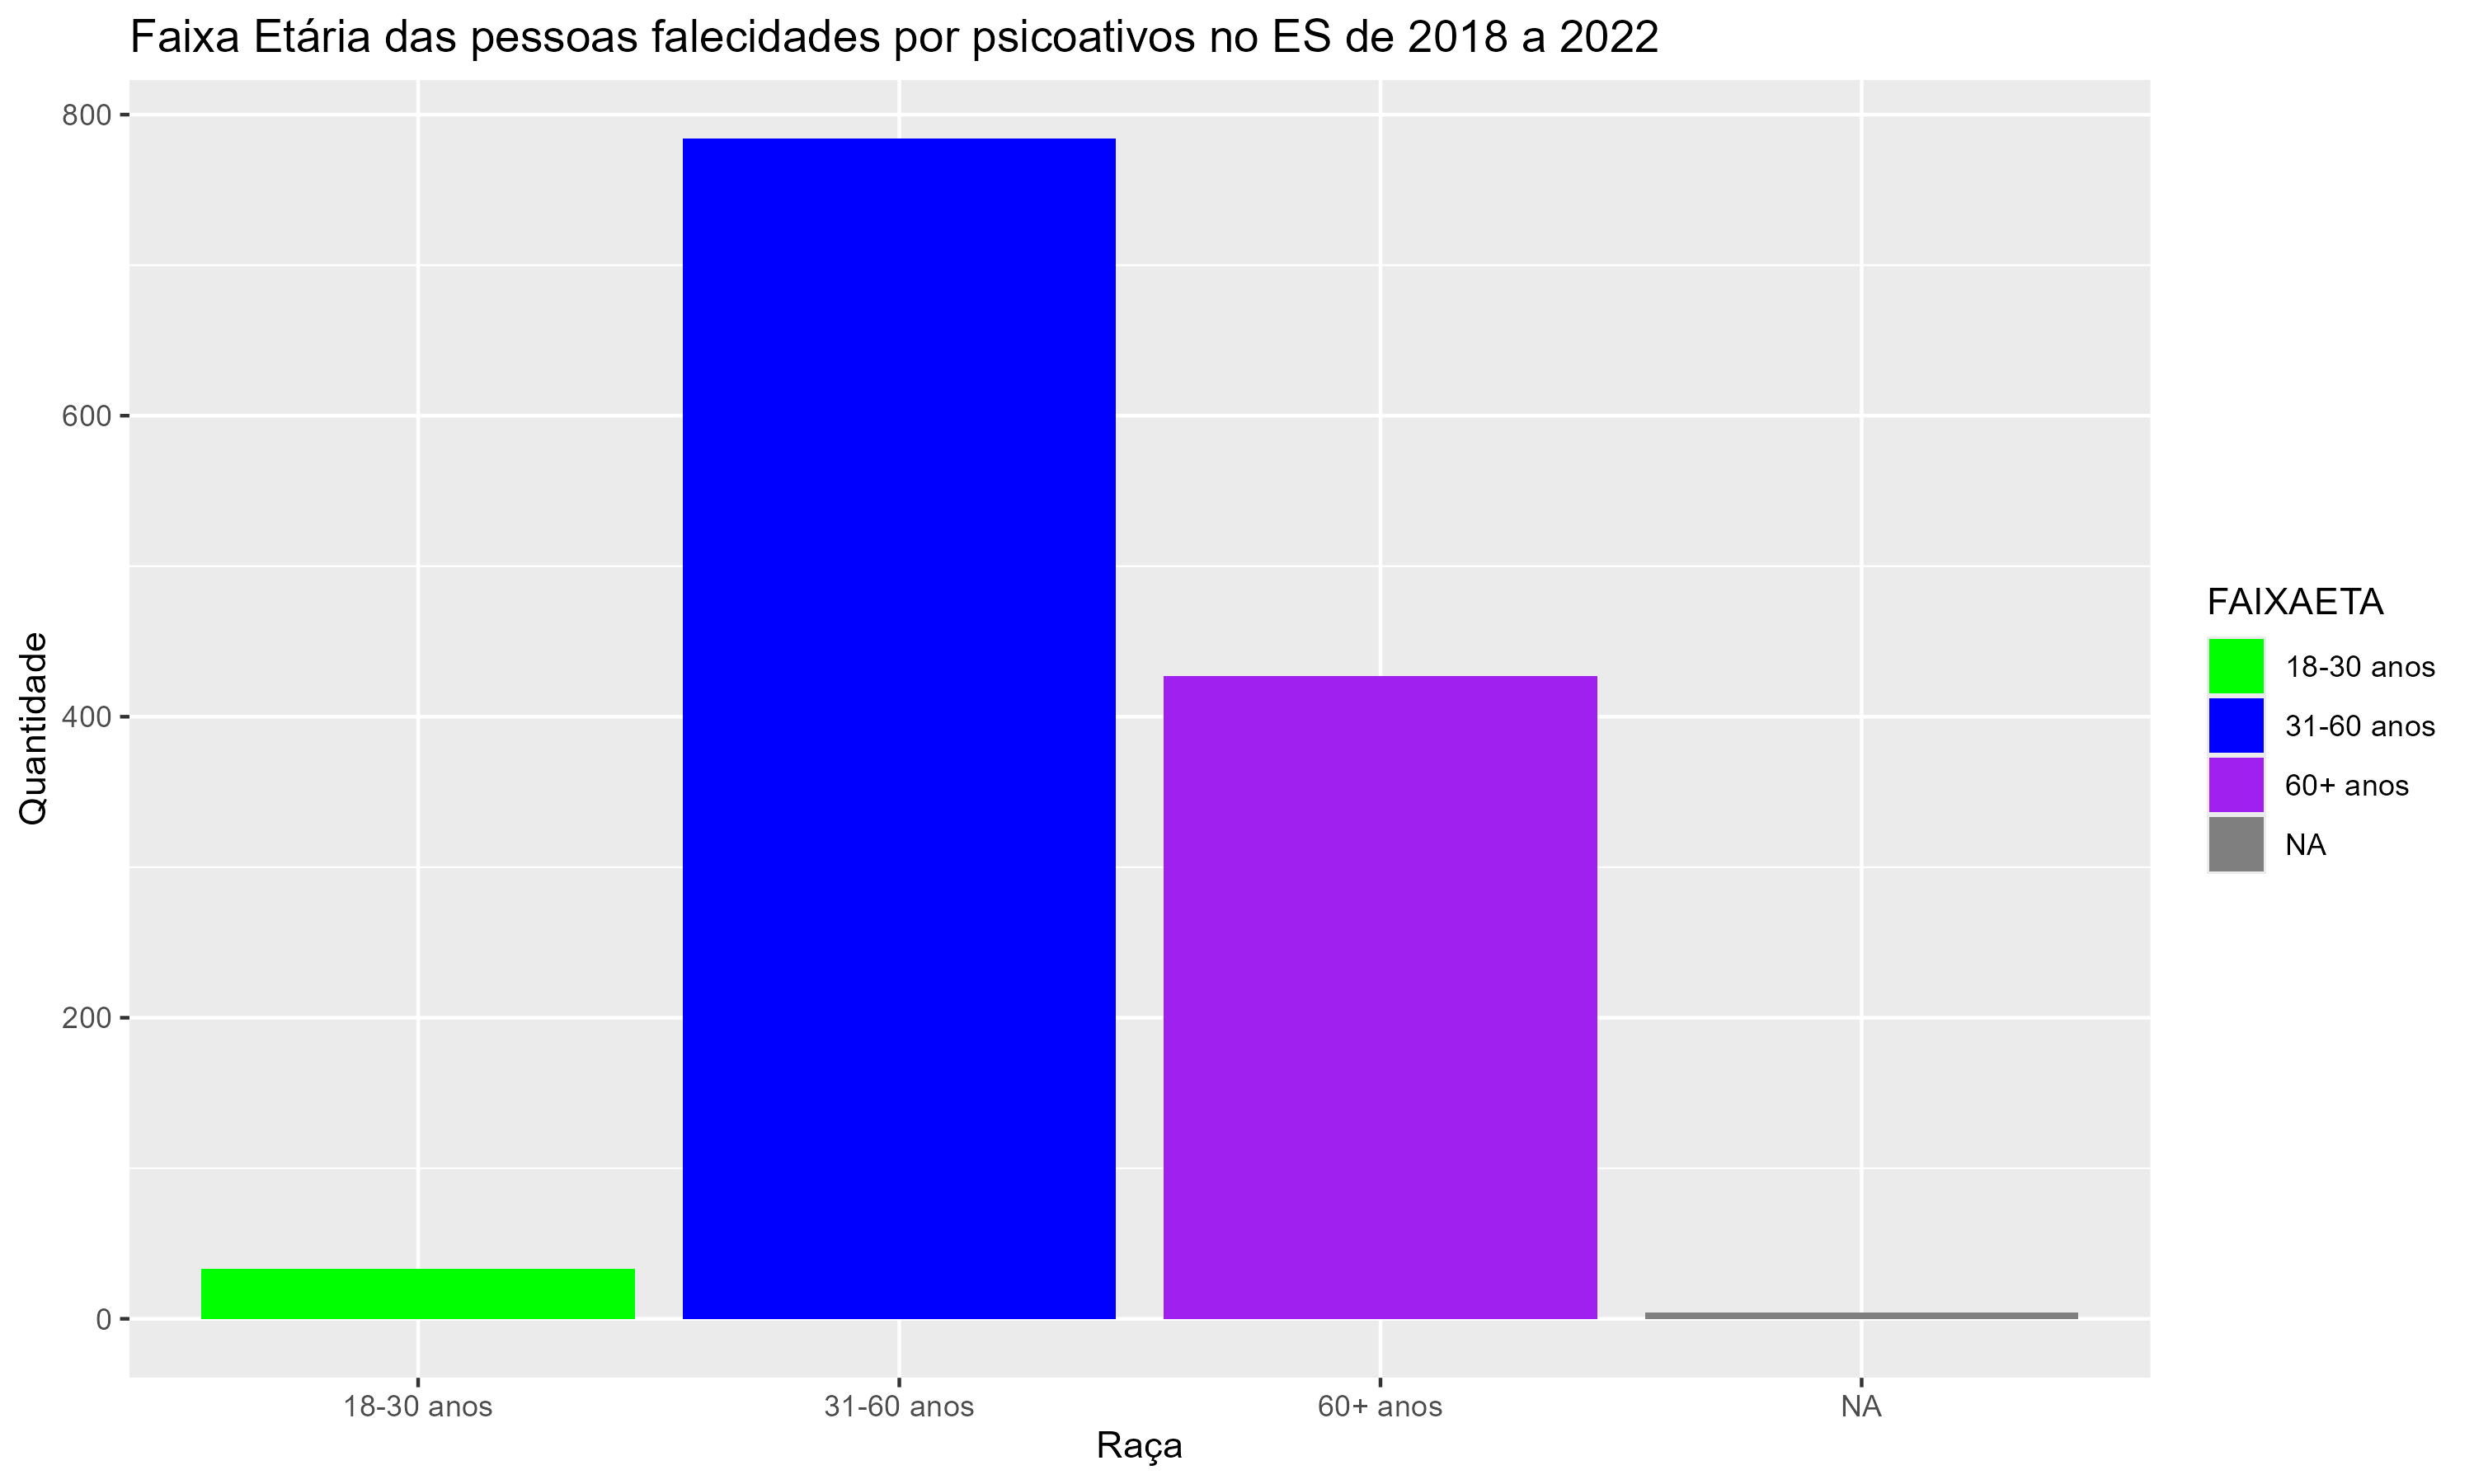 Faixa Etária das pessoas falecidades por psicoativos no ES de 2018 a 2022
800
600
400
200
0
Quantidade
18-30 anos
31-60 anos
60+ anos
NA
Raça
FAIXAETA
18-30 anos
31-60 anos
60+ anos
NA